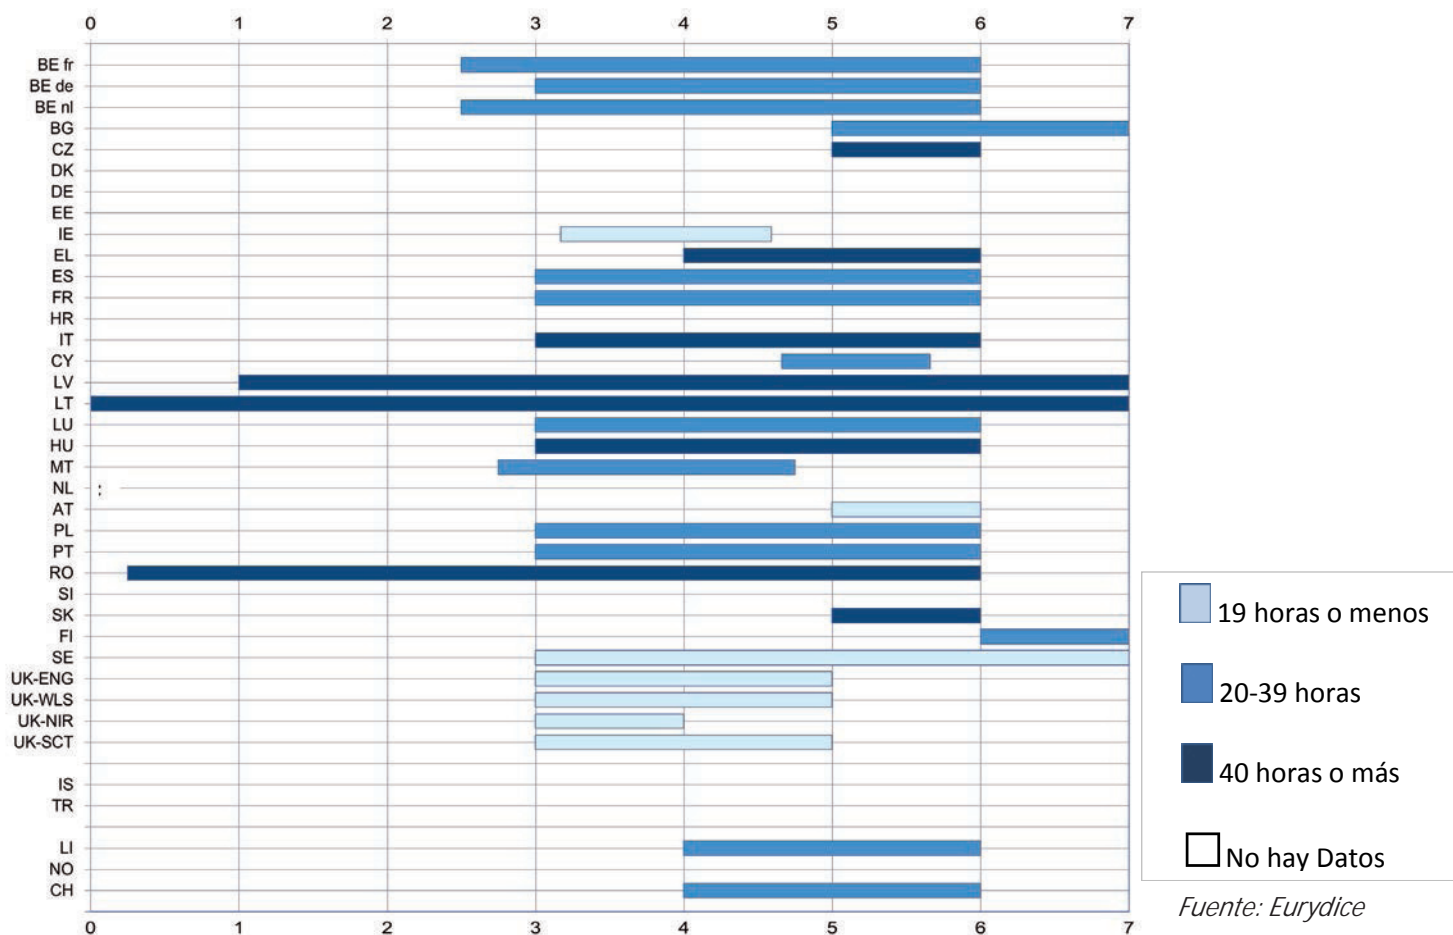 0 1 2 3 4 5 6 7
BE fr
BE de
BE nl
BG
CZ
DK
DE
EE
IE
EL
ES
FR
HR
IT
CY
LV
LT
LU
HU
MT
NL :
AT
PL
PT
RO
SI
SK
FI
SE
UK-ENG
UK-WLS
UK-NIR
UK-SCT
IS
TR
LI
NO
CH
0 1 2 3 4 5 6 7
19 horas o menos
20-39 horas
40 horas o más
No hay Datos
Fuente: Eurydice